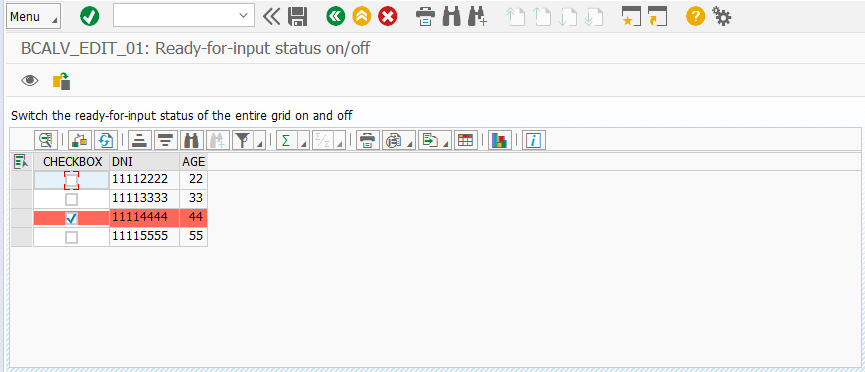 Menu
BCALV_EDIT_01: Ready-for-input status on/off
Switch the ready-for-input status of the entire grid on and off
CHECKBOX DNI AGE
11112222 22
11113333 33
11114444 44
11115555 55